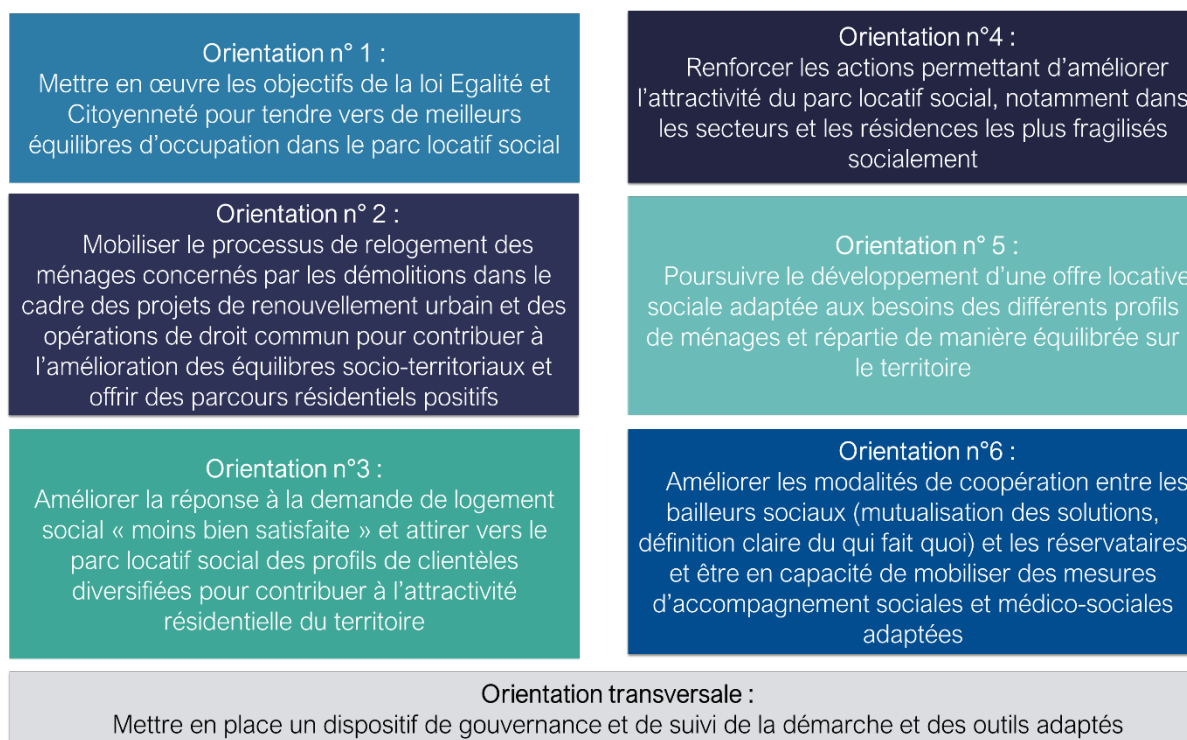 Orientation n° 1 :
Mettre en œuvre les objectifs de la loi Egalité et
Citoyenneté pour tendre vers de meilleurs
équilibres d’occupation dans le parc locatif social
Orientation n° 2 :
Mobiliser le processus de relogement des
ménages concernés par les démolitions dans le
cadre des projets de renouvellement urbain et des
opérations de droit commun pour contribuer à
l’amélioration des équilibres socio-territoriaux et
offrir des parcours résidentiels positifs
Orientation n°3 :
Améliorer la réponse à la demande de logement
social « moins bien satisfaite » et attirer vers le
parc locatif social des profils de clientèles
diversifiées pour contribuer à l’attractivité
résidentielle du territoire
Orientation n°4 :
Renforcer les actions permettant d’améliorer
l’attractivité du parc locatif social, notamment dans
les secteurs et les résidences les plus fragilisés
socialement
Orientation n° 5 :
Poursuivre le développement d’une offre locative
sociale adaptée aux besoins des différents profils
de ménages et répartie de manière équilibrée sur
le territoire
Orientation n°6 :
Améliorer les modalités de coopération entre les
bailleurs sociaux (mutualisation des solutions,
définition claire du qui fait quoi) et les réservataires
et être en capacité de mobiliser des mesures
d’accompagnement sociales et médico-sociales
adaptées
Orientation transversale :
Mettre en place un dispositif de gouvernance et de suivi de la démarche et des outils adaptés